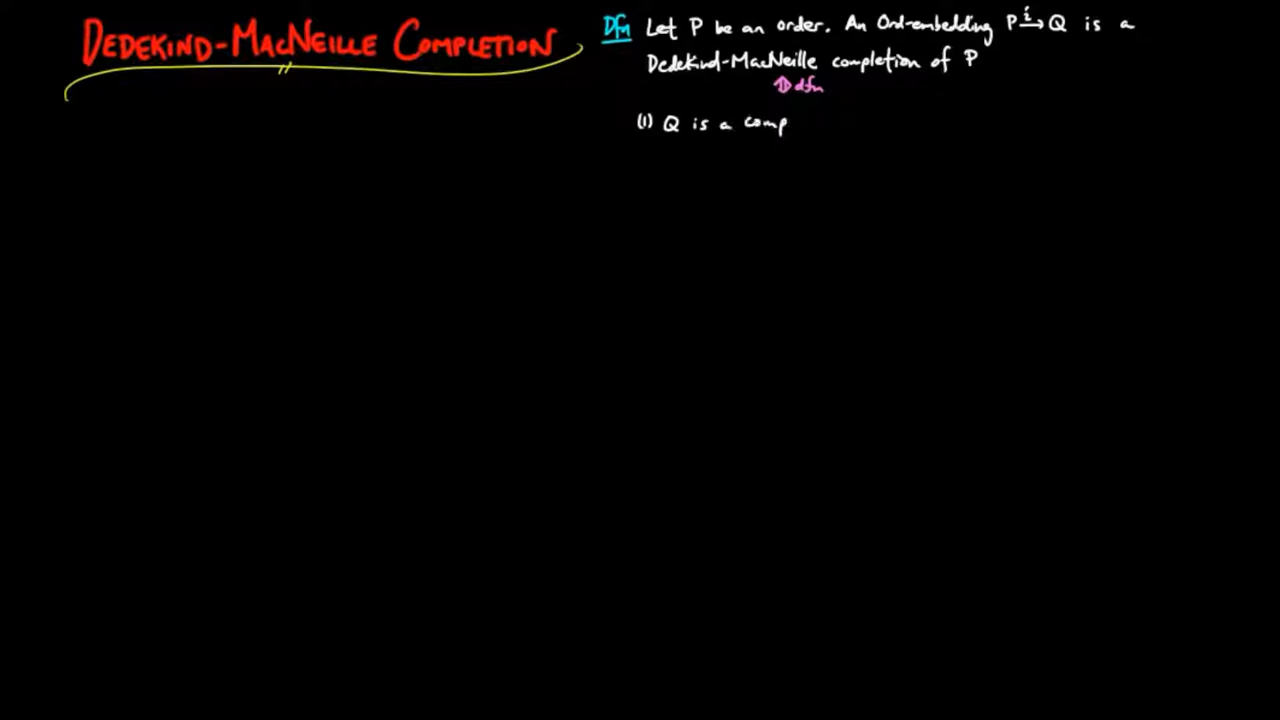 DEDEKIND-MACNEILLE COMPLETION
Dfn Let P be an order. An Ord-embedding P →i Q is a
Dedekind-MacNeille completion of P
⇕ dfn
(1) Q is a comp